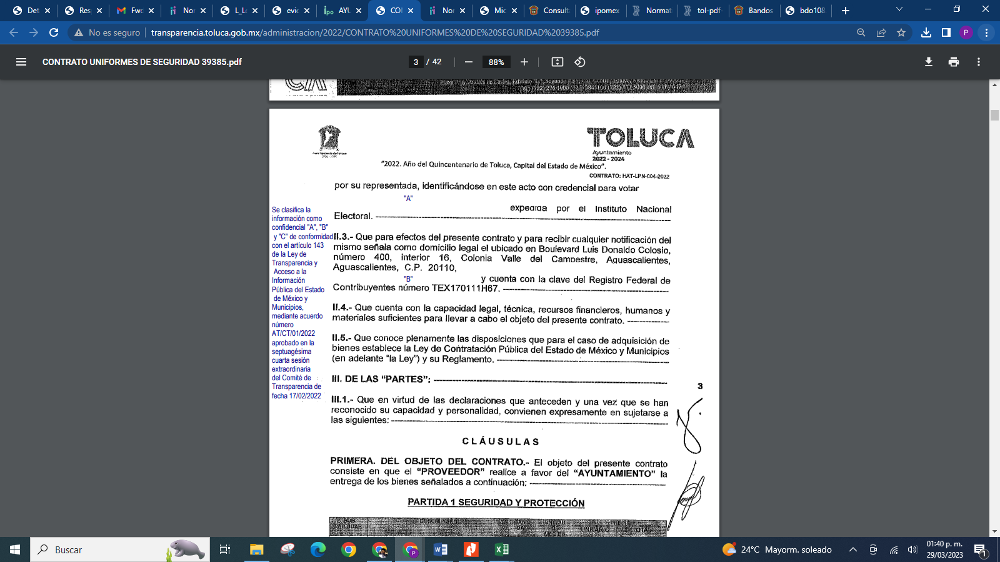 Det
Res
Fwd
Nor
L_Le
evic
AYU
CO
Nor
Mic
Consult
ipomex
Normat
tol-pdf-
Bandos
bdo108
No es seguro
transparencia.toluca.gob.mx/administracion/2022/CONTRATO%20UNIFORMES%20DE%20SEGURIDAD%2039385.pdf
P
CONTRATO UNIFORMES DE SEGURIDAD 39385.pdf
3 / 42
88%
TOLUCA
Ayuntamiento
2022 - 2024
"2022. Año del Quincentenario de Toluca, Capital del Estado de México".
CONTRATO: HAT-LPN-004-2022
por su representada, identificándose en este acto con credencial para votar
"A"
expedida por el Instituto Nacional
Electoral.
II.3.- Que para efectos del presente contrato y para recibir cualquier notificación del
mismo señala como domicilio legal el ubicado en Boulevard Luis Donaldo Colosio,
número 400, interior 16, Colonia Valle del Campestre, Aguascalientes,
Aguascalientes, C.P. 20110,
"B"
y cuenta con la clave del Registro Federal de
Contribuyentes número TEX170111H67.
II.4.- Que cuenta con la capacidad legal, técnica, recursos financieros, humanos y
materiales suficientes para llevar a cabo el objeto del presente contrato.
II.5.- Que conoce plenamente las disposiciones que para el caso de adquisición de
bienes establece la Ley de Contratación Pública del Estado de México y Municipios
(en adelante "la Ley") y su Reglamento.
III. DE LAS "PARTES":
3
III.1.- Que en virtud de las declaraciones que anteceden y una vez que se han
reconocido su capacidad y personalidad, convienen expresamente en sujetarse a
las siguientes:
CLÁUSULAS
PRIMERA. DEL OBJETO DEL CONTRATO.- El objeto del presente contrato
consiste en que el "PROVEEDOR" realice a favor del "AYUNTAMIENTO" la
entrega de los bienes señalados a continuación:
PARTIDA 1 SEGURIDAD Y PROTECCIÓN
DESCRIPCIÓN
UNIDAD
DE
PRECIO
UNITARIO
TOTAL
Se clasifica la
información como
confidencial "A", "B"
y "C" de conformidad
con el artículo 143
de la Ley de
Transparencia y
Acceso a la
Información
Pública del Estado
de México y
Municipios,
mediante acuerdo
número
AT/CT/01/2022
aprobado en la
septuagésima
cuarta sesión
extraordinaria
del Comité de
Transparencia de
fecha 17/02/2022
Buscar
24°C Mayorm. soleado
01:40 p. m.
29/03/2023
1